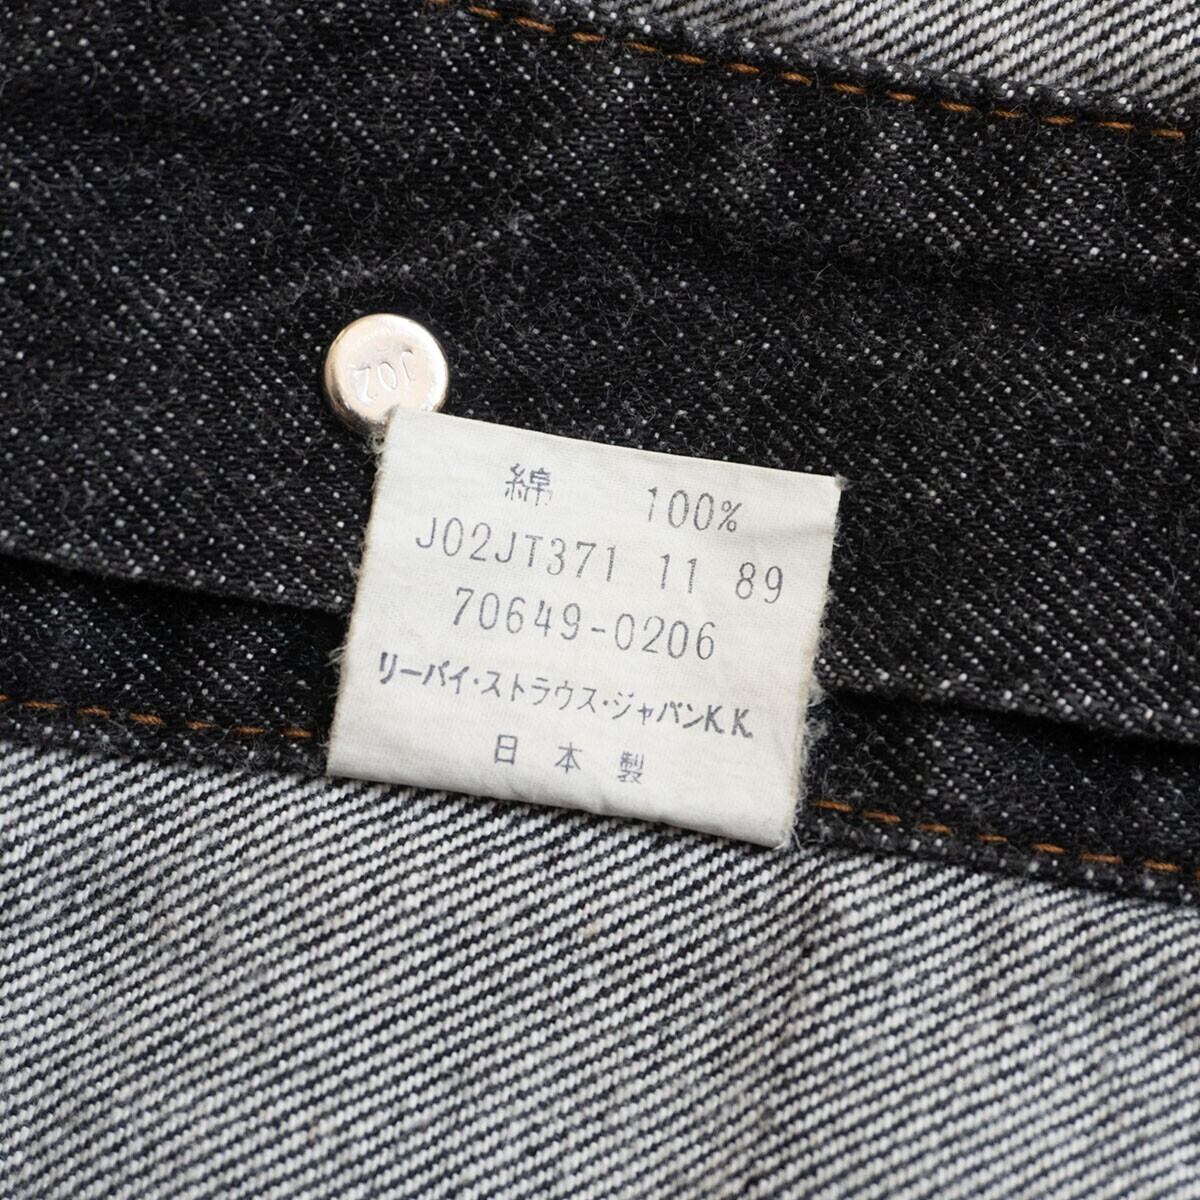 J02
綿 100%
J02JT371 11 89
70649-0206
リーバイ・ストラウス・ジャパンK.K
日本製